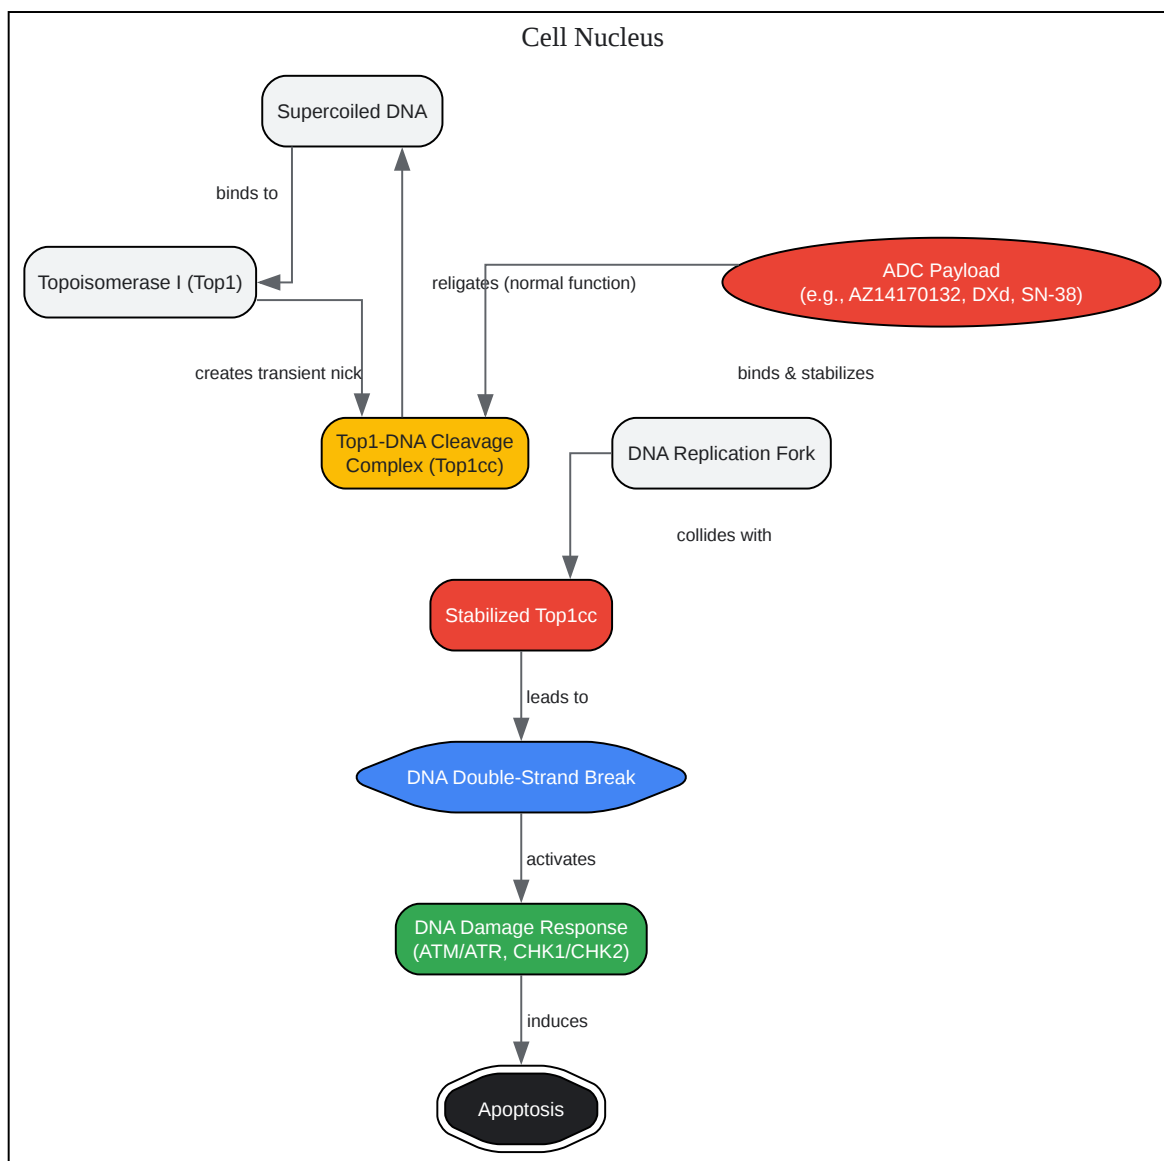 Cell Nucleus
Supercoiled DNA
binds to
Topoisomerase I (Top1)
religates (normal function)
ADC Payload
(e.g., AZ14170132, DXd, SN-38)
creates transient nick
binds & stabilizes
Top1-DNA Cleavage
Complex (Top1cc)
DNA Replication Fork
collides with
Stabilized Top1cc
leads to
DNA Double-Strand Break
activates
DNA Damage Response
(ATM/ATR, CHK1/CHK2)
induces
Apoptosis